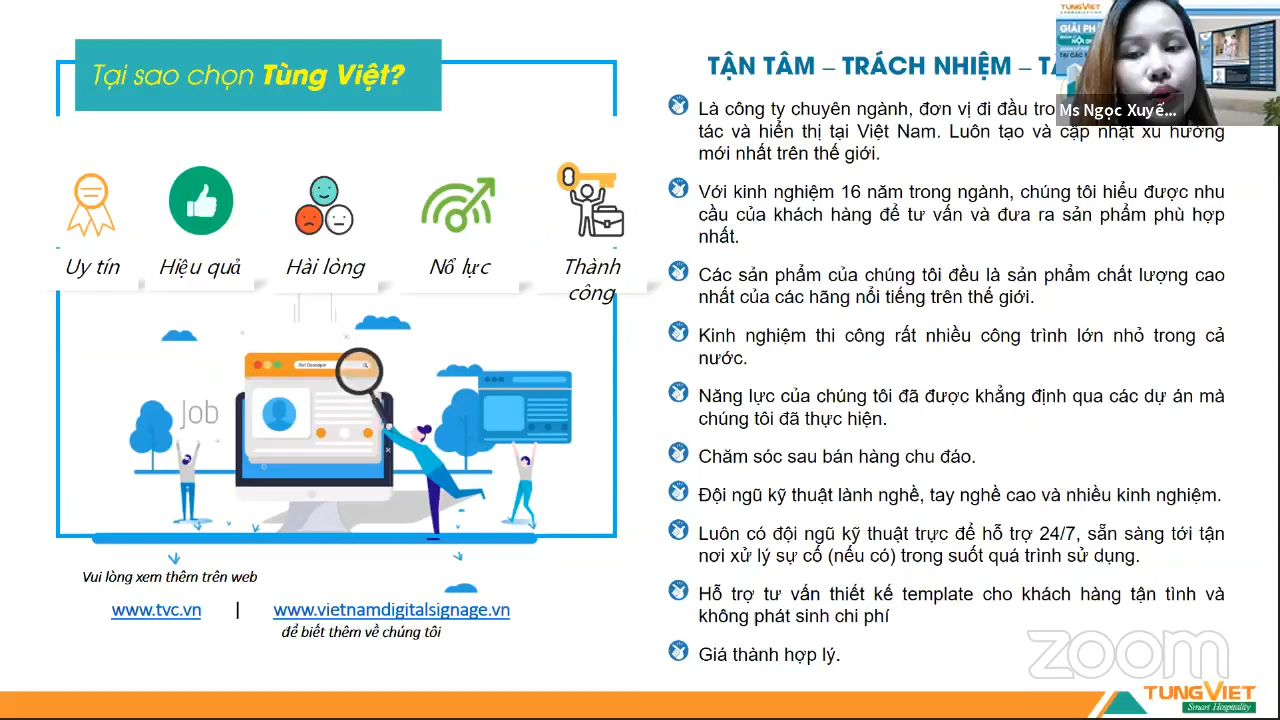 Tại sao chọn Tùng Việt?
Uy tín
Hiệu quả
Hài lòng
Nổ lực
Thành
công
Job
Vui lòng xem thêm trên web
www.tvc.vn | www.vietnamdigitalsignage.vn
để biết thêm về chúng tôi
TẬN TÂM – TRÁCH NHIỆM –
Là công ty chuyên ngành, đơn vị đi đầu
tác và hiển thị tại Việt Nam. Luôn tạo và cập nhật xu hướng
mới nhất trên thế giới.
Với kinh nghiệm 16 năm trong ngành, chúng tôi hiểu được nhu
cầu của khách hàng để tư vấn và đưa ra sản phẩm phù hợp
nhất.
Các sản phẩm của chúng tôi đều là sản phẩm chất lượng cao
nhất của các hãng nổi tiếng trên thế giới.
Kinh nghiệm thi công rất nhiều công trình lớn nhỏ trong cả
nước.
Năng lực của chúng tôi đã được khẳng định qua các dự án mà
chúng tôi đã thực hiện.
Chăm sóc sau bán hàng chu đáo.
Đội ngũ kỹ thuật lành nghề, tay nghề cao và nhiều kinh nghiệm.
Luôn có đội ngũ kỹ thuật trực để hỗ trợ 24/7, sẵn sàng tới tận
nơi xử lý sự cố (nếu có) trong suốt quá trình sử dụng.
Hỗ trợ tư vấn thiết kế template cho khách hàng tận tình và
không phát sinh chi phí
Giá thành hợp lý.
TUNGVIET
GIẢI PH
Ms Ngọc Xuyế...
zoom
TUNGVIET
Smart Hospitality